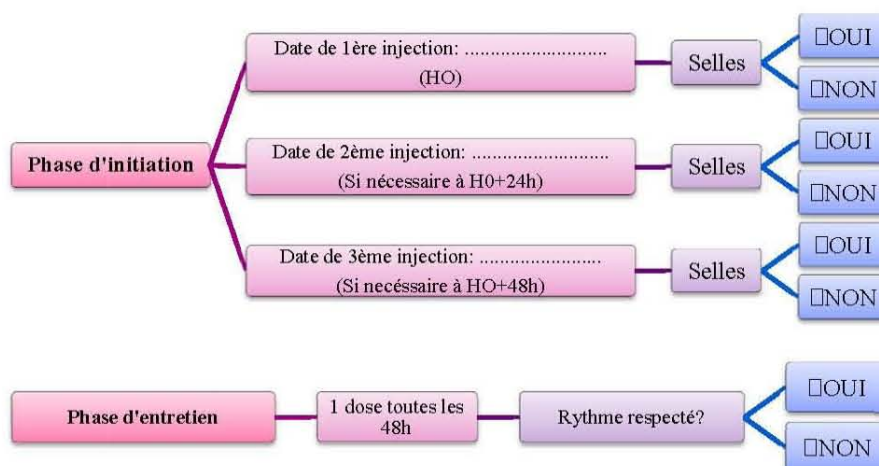 Phase d'initiation
Date de 1ère injection: ............................
(HO)
Selles
□OUI
□NON
Date de 2ème injection: ...........................
(Si nécessaire à H0+24h)
Selles
□OUI
□NON
Date de 3ème injection: ........................
(Si necéssaire à HO+48h)
Selles
□OUI
□NON
Phase d'entretien
1 dose toutes les
48h
Rythme respecté?
□OUI
□NON